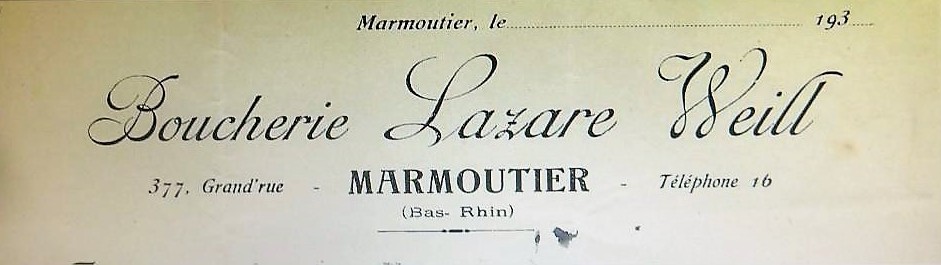 Marmoutier, le 193
Boucherie Lazare Weill
377, Grand'rue - MARMOUTIER - Téléphone 16
(Bas- Rhin)